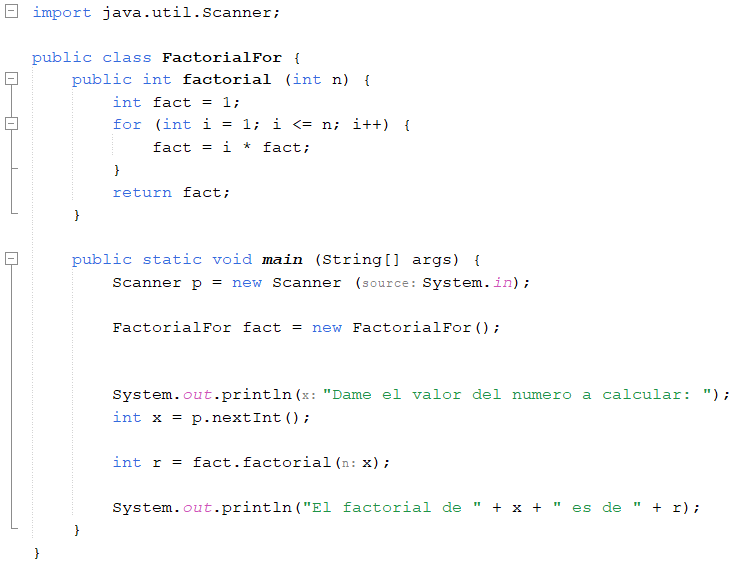 import java.util.Scanner;
public class FactorialFor {
public int factorial (int n) {
int fact = 1;
for (int i = 1; i <= n; i++) {
fact = i * fact;
}
return fact;
}
public static void main (String[] args) {
Scanner p = new Scanner (source: System.in);
FactorialFor fact = new FactorialFor();
System.out.println(x: "Dame el valor del numero a calcular: ");
int x = p.nextInt();
int r = fact.factorial(n: x);
System.out.println("El factorial de " + x + " es de " + r);
}
}